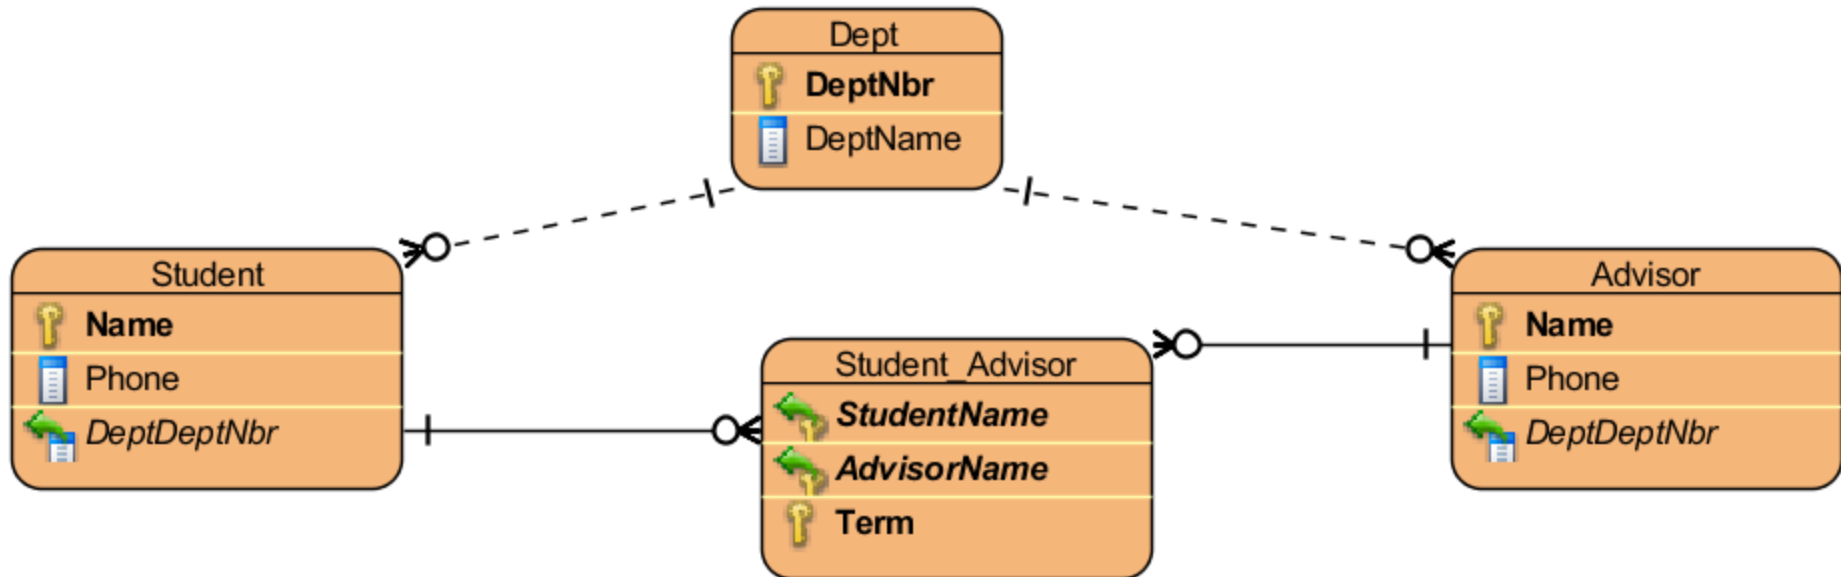 Dept
DeptNbr
DeptName
Student
Name
Phone
DeptDeptNbr
Student_Advisor
StudentName
AdvisorName
Term
Advisor
Name
Phone
DeptDeptNbr